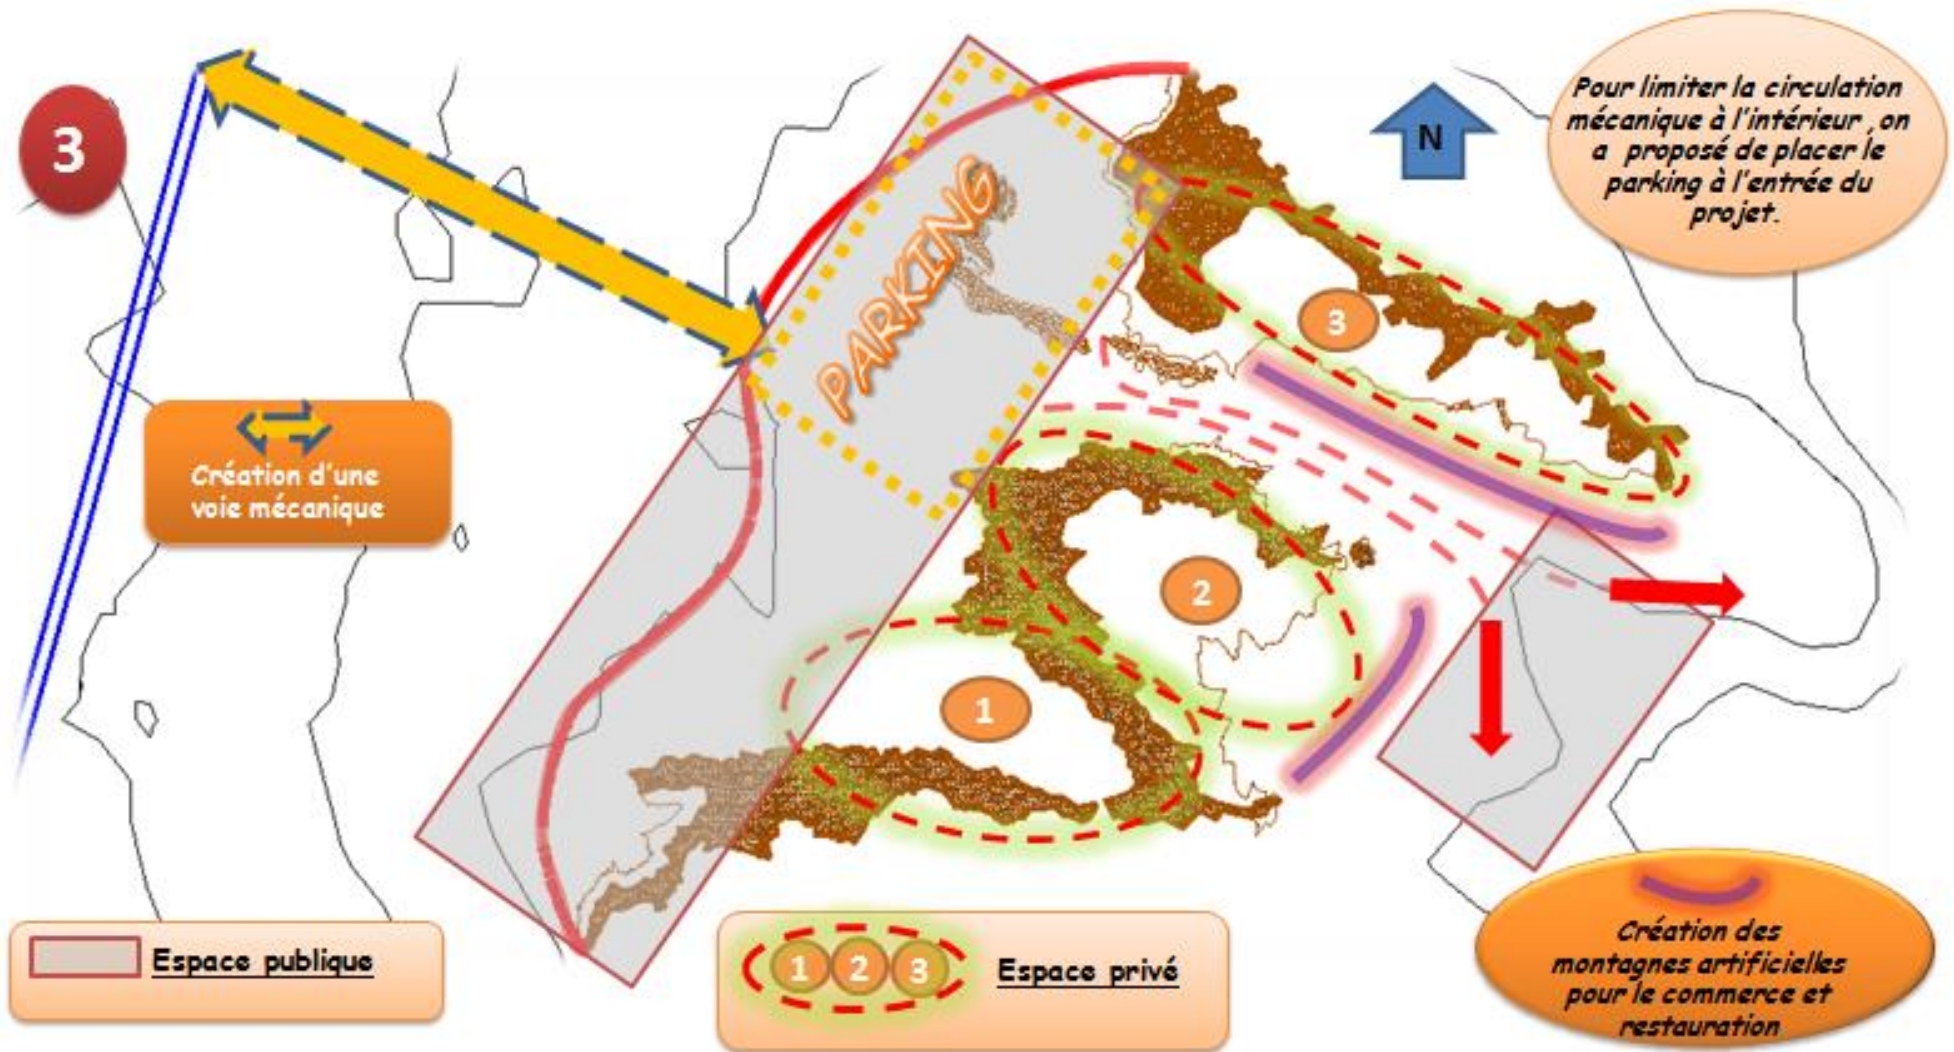 3
Pour limiter la circulation
mécanique à l'intérieur, on
a proposé de placer le
parking à l'entrée du
projet.
N
PARKING
3
Création d'une
voie mécanique
2
1
Espace publique
1 2 3
Espace privé
Création des
montagnes artificielles
pour le commerce et
restauration